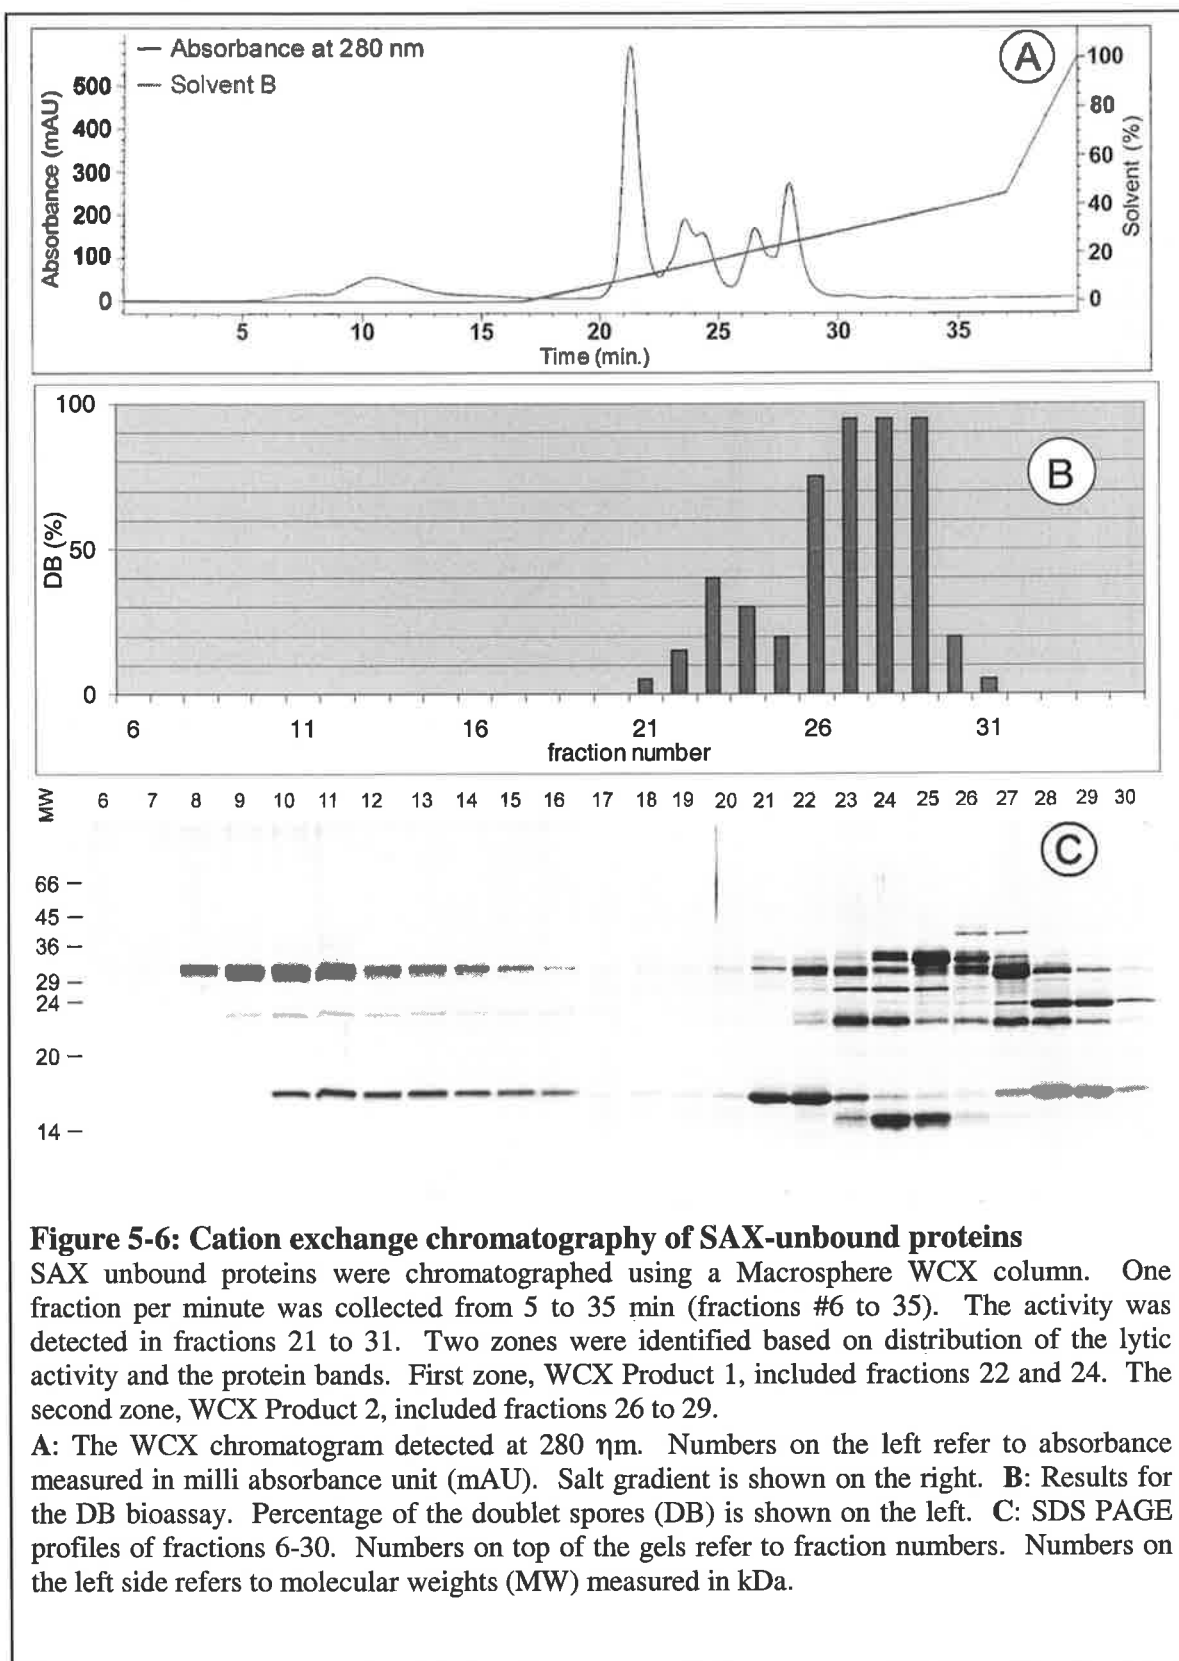 — Absorbance at 280 nm
— Solvent B
A
Absorbance (mAU)
500
400
300
200
100
0
100
80
60
40
20
0
Solvent (%)
5 10 15 20 25 30 35
Time (min.)
100
50
0
DB (%)
B
6 11 16 21 26 31
fraction number
MW 6 7 8 9 10 11 12 13 14 15 16 17 18 19 20 21 22 23 24 25 26 27 28 29 30
C
66 –
45 –
36 –
29 –
24 –
20 –
14 –
Figure 5-6: Cation exchange chromatography of SAX-unbound proteins
SAX unbound proteins were chromatographed using a Macrosphere WCX column. One
fraction per minute was collected from 5 to 35 min (fractions #6 to 35). The activity was
detected in fractions 21 to 31. Two zones were identified based on distribution of the lytic
activity and the protein bands. First zone, WCX Product 1, included fractions 22 and 24. The
second zone, WCX Product 2, included fractions 26 to 29.
A: The WCX chromatogram detected at 280 ηm. Numbers on the left refer to absorbance
measured in milli absorbance unit (mAU). Salt gradient is shown on the right. B: Results for
the DB bioassay. Percentage of the doublet spores (DB) is shown on the left. C: SDS PAGE
profiles of fractions 6-30. Numbers on top of the gels refer to fraction numbers. Numbers on
the left side refers to molecular weights (MW) measured in kDa.